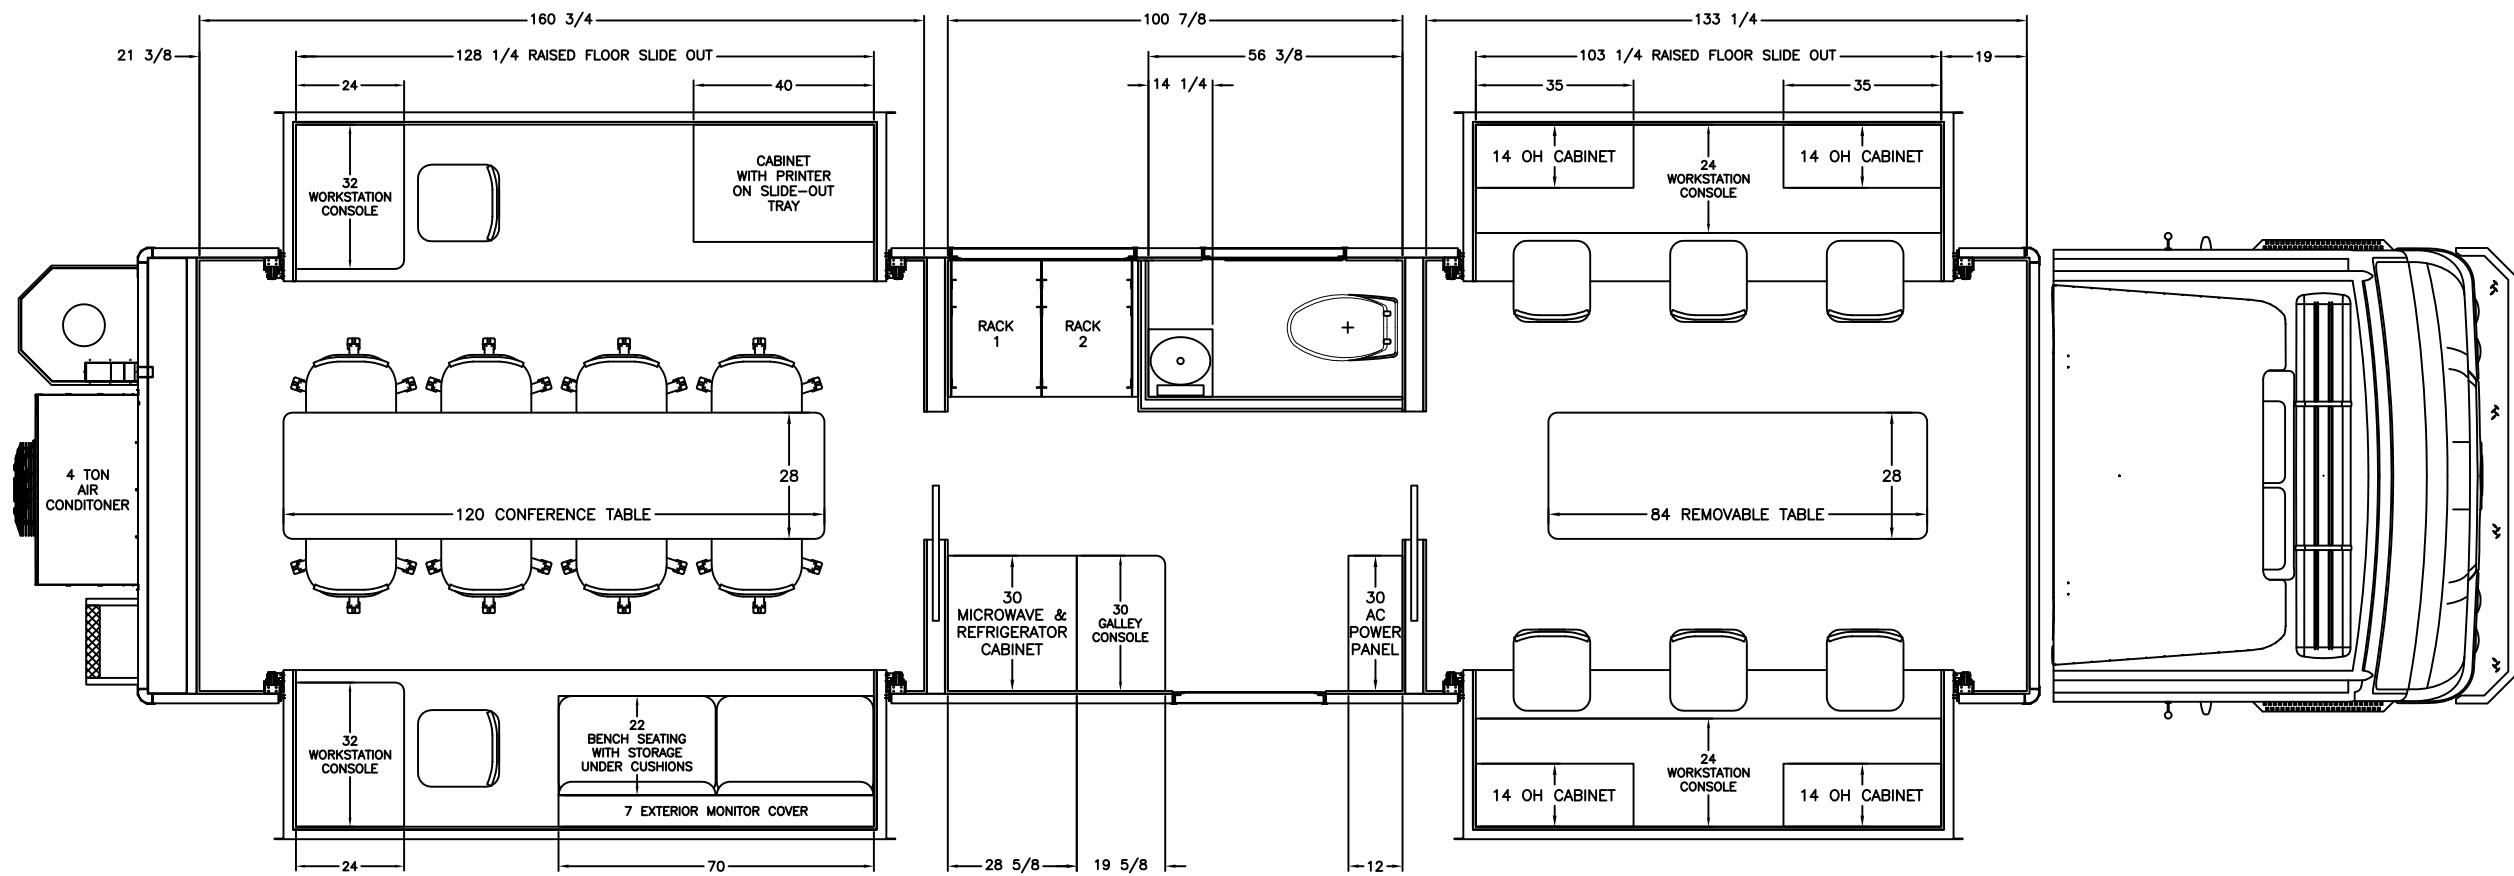 160 3/4
100 7/8
133 1/4
21 3/8
128 1/4 RAISED FLOOR SLIDE OUT
56 3/8
103 1/4 RAISED FLOOR SLIDE OUT
19
24
40
14 1/4
35
35
32
WORKSTATION
CONSOLE
CABINET
WITH PRINTER
ON SLIDE-OUT
TRAY
14 OH CABINET
24
WORKSTATION
CONSOLE
14 OH CABINET
RACK
1
RACK
2
4 TON
AIR
CONDITONER
28
120 CONFERENCE TABLE
28
84 REMOVABLE TABLE
30
MICROWAVE &
REFRIGERATOR
CABINET
30
GALLEY
CONSOLE
30
AC
POWER
PANEL
32
WORKSTATION
CONSOLE
22
BENCH SEATING
WITH STORAGE
UNDER CUSHIONS
7 EXTERIOR MONITOR COVER
14 OH CABINET
24
WORKSTATION
CONSOLE
14 OH CABINET
24
70
28 5/8
19 5/8
12